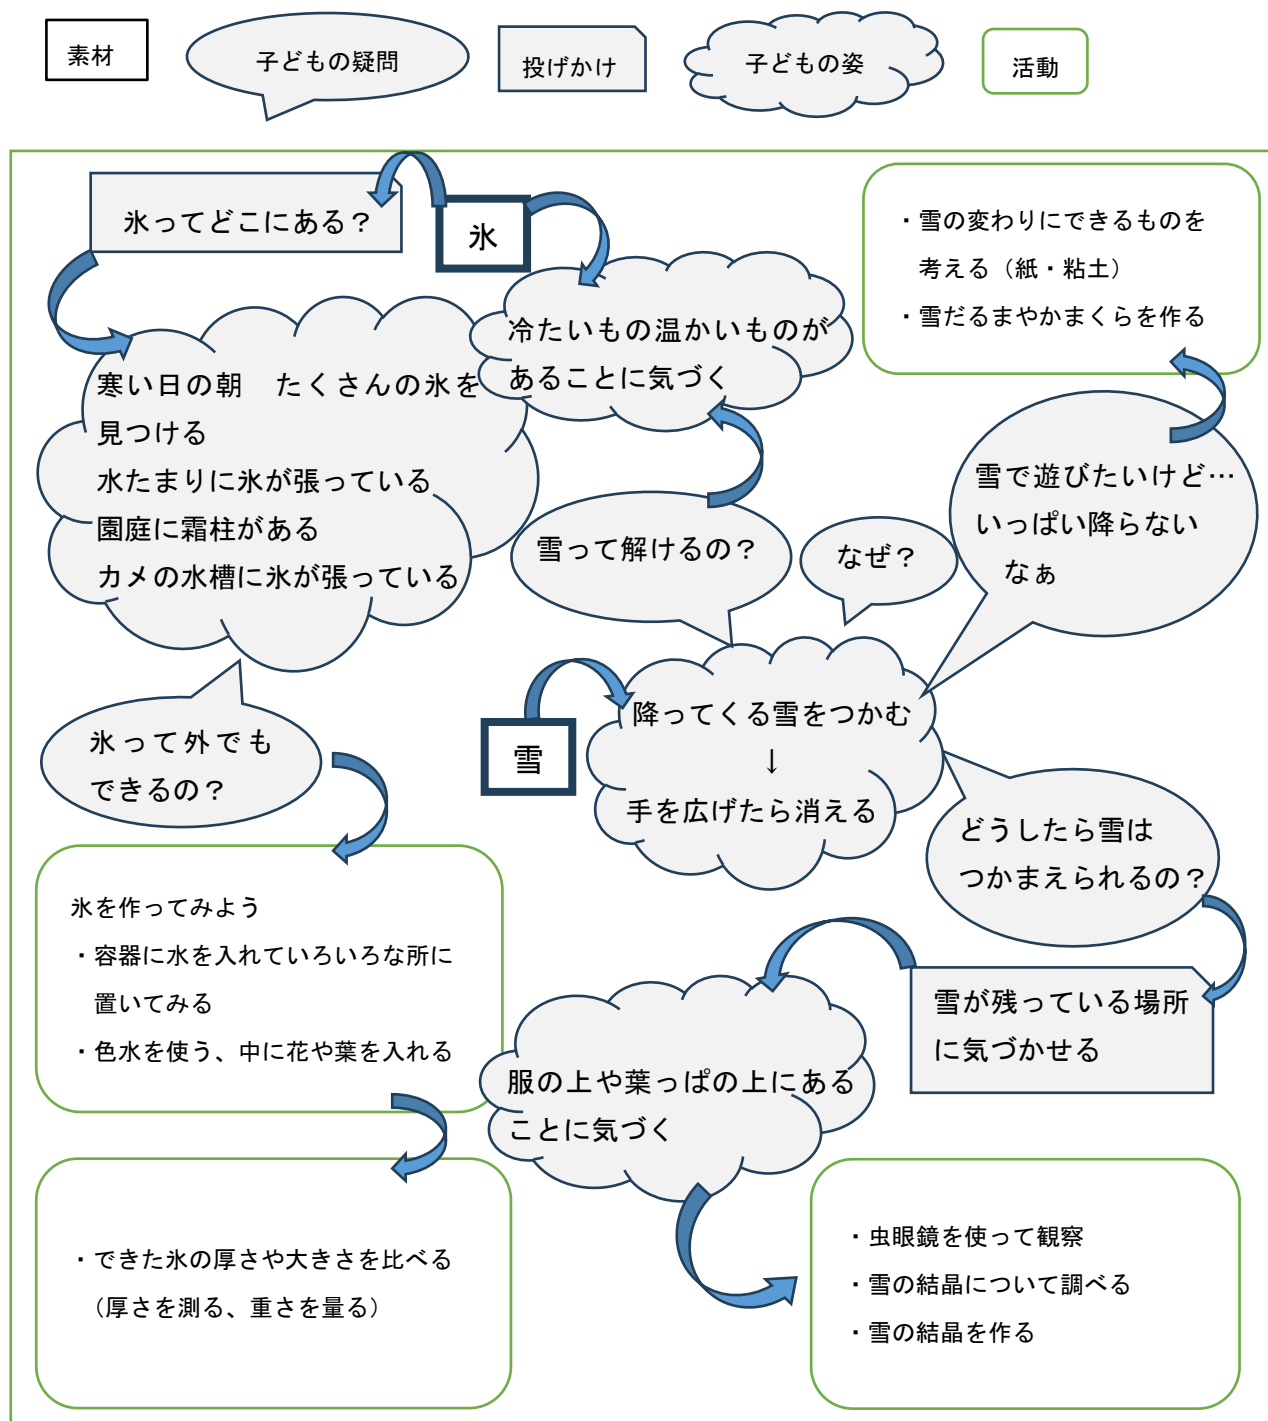 素材
子どもの疑問
投げかけ
子どもの姿
活動
氷ってどこにある？
氷
冷たいもの温かいものが
あることに気づく
・雪の変わりにできるものを
考える（紙・粘土）
・雪だるまやかまくらを作る
寒い日の朝　たくさんの氷を
見つける
水たまりに氷が張っている
園庭に霜柱がある
カメの水槽に氷が張っている
雪って解けるの？
なぜ？
雪で遊びたいけど…
いっぱい降らない
なぁ
氷って外でも
できるの？
雪
降ってくる雪をつかむ
↓
手を広げたら消える
どうしたら雪は
つかまえられるの？
氷を作ってみよう
・容器に水を入れていろいろな所に
置いてみる
・色水を使う、中に花や葉を入れる
雪が残っている場所
に気づかせる
服の上や葉っぱの上にある
ことに気づく
・できた氷の厚さや大きさを比べる
（厚さを測る、重さを量る）
・虫眼鏡を使って観察
・雪の結晶について調べる
・雪の結晶を作る